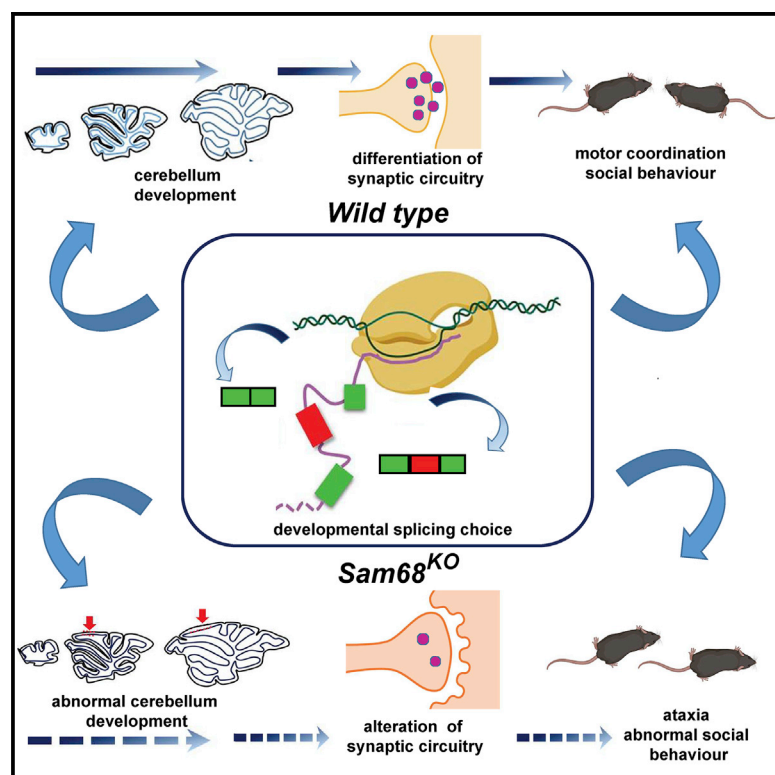 cerebellum
development
differentiation of
synaptic circuitry
motor coordination
social behaviour
Wild type
developmental splicing choice
Sam68KO
abnormal cerebellum
development
alteration of
synaptic circuitry
ataxia
abnormal social
behaviour